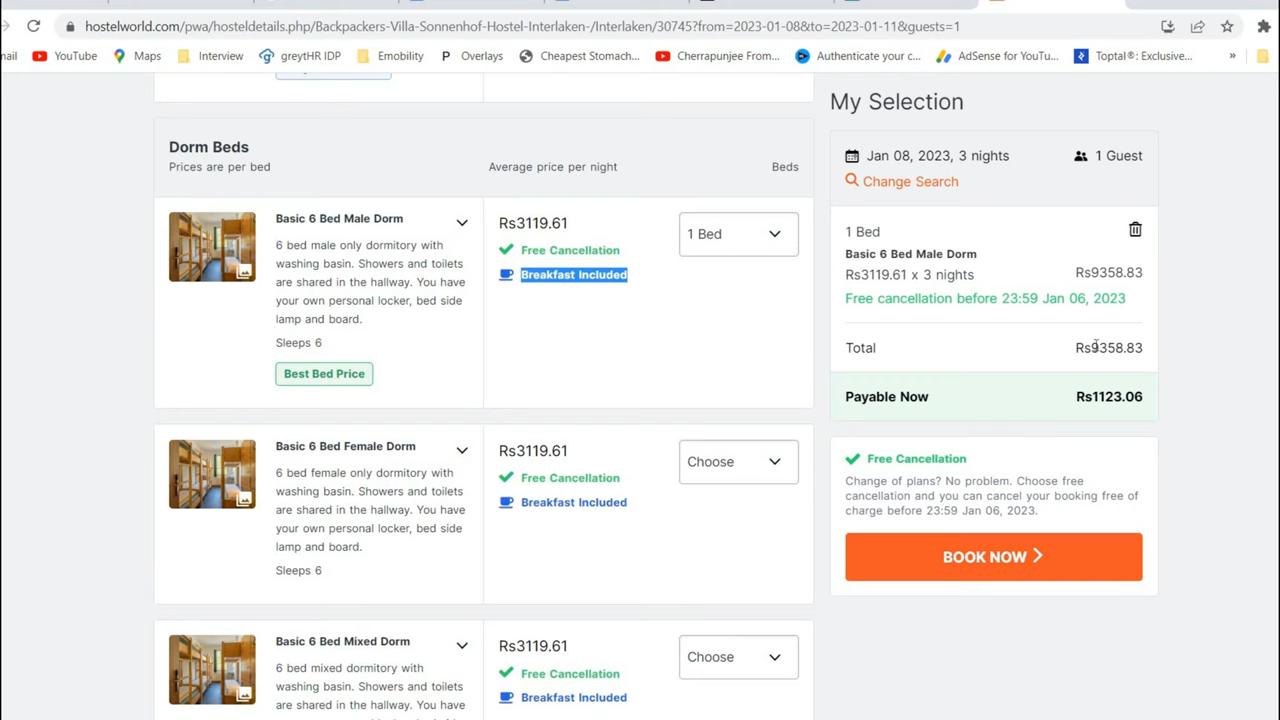 hostelworld.com/pwa/hosteldetails.php/Backpackers-Villa-Sonnenhof-Hostel-Interlaken-/Interlaken/30745?from=2023-01-08&to=2023-01-11&guests=1
mail YouTube Maps Interview greytHR IDP Emobility Overlays Cheapest Stomach... Cherrapunjee From... Authenticate your c... AdSense for YouTu... Toptal®: Exclusive... »
Dorm Beds
Prices are per bed
Average price per night
Beds
Basic 6 Bed Male Dorm
6 bed male only dormitory with
washing basin. Showers and toilets
are shared in the hallway. You have
your own personal locker, bed side
lamp and board.
Sleeps 6
Best Bed Price
Rs3119.61
Free Cancellation
Breakfast Included
1 Bed
Basic 6 Bed Female Dorm
6 bed female only dormitory with
washing basin. Showers and toilets
are shared in the hallway. You have
your own personal locker, bed side
lamp and board.
Sleeps 6
Rs3119.61
Free Cancellation
Breakfast Included
Choose
Basic 6 Bed Mixed Dorm
6 bed mixed dormitory with
washing basin. Showers and toilets
are shared in the hallway. You have
Rs3119.61
Free Cancellation
Breakfast Included
Choose
My Selection
Jan 08, 2023, 3 nights
1 Guest
Change Search
1 Bed
Basic 6 Bed Male Dorm
Rs3119.61 x 3 nights Rs9358.83
Free cancellation before 23:59 Jan 06, 2023
Total Rs9358.83
Payable Now Rs1123.06
Free Cancellation
Change of plans? No problem. Choose free
cancellation and you can cancel your booking free of
charge before 23:59 Jan 06, 2023.
BOOK NOW